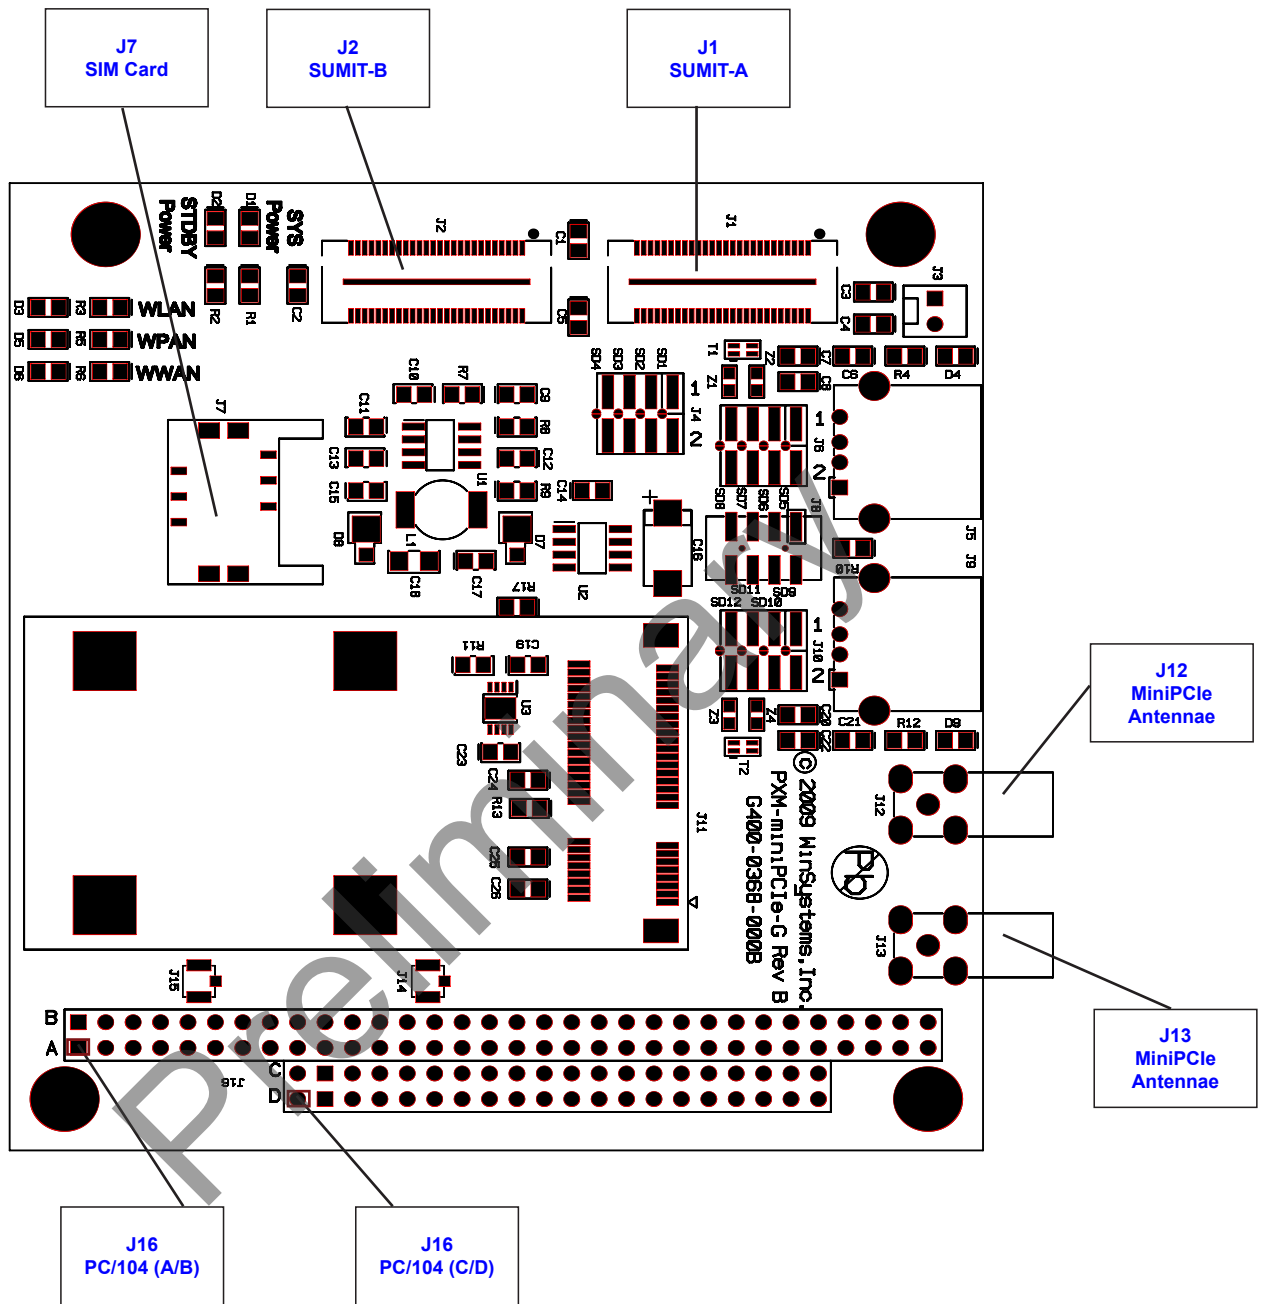 J7
SIM Card
J2
SUMIT-B
J1
SUMIT-A
D2
D1
STDBY
Power
SYS
Power
J2
C1
J1
J3
R2
R1
C2
C5
C3
C4
D3 R3 WLAN
D5 R5 WPAN
D6 R6 WWAN
SD4 SD3 SD2 SD1
T1
Z2 C7
C6 R4 D4
C10 R7 C9
Z1 C8
1
J4
2
J7
C11
R8
1
J6
2
C13
C12
C15
U1
R9
C14
SD8 SD7 SD6 SD5
J8
D8
L1
D7
C16
J5
J9
C18
C17
U2
R10
R17
SD11 SD9
SD12 SD10
1
J10
2
R11 C19
U3
J12
MiniPCIe
Antennae
Z3 Z4 C20
C21 R12 D9
C23
C22
T2
C24
R13
J11
J12
C25
C26
© 2009 WinSystems,Inc.
PXM-miniPCIe-G Rev B
G400-0368-000B
Pb
J13
J15
J14
B
A
C
D
J16
J13
MiniPCIe
Antennae
Preliminary
J16
PC/104 (A/B)
J16
PC/104 (C/D)